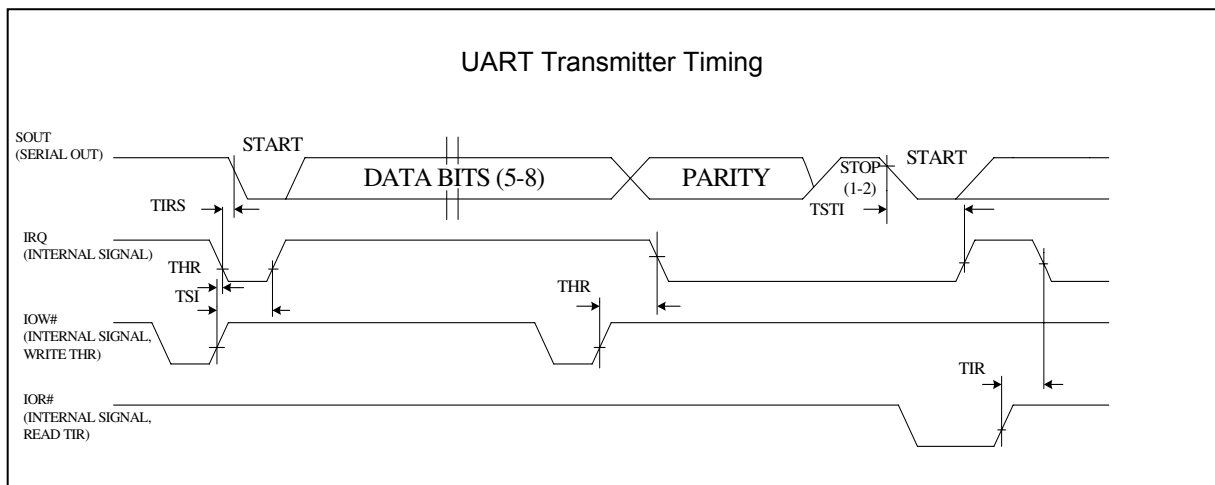 UART Transmitter Timing
SOUT
(SERIAL OUT)
START
DATA BITS (5-8)
PARITY
STOP
(1-2)
START
TIRS
TSTI
IRQ
(INTERNAL SIGNAL)
THR
TSI
THR
IOW#
(INTERNAL SIGNAL,
WRITE THR)
TIR
IOR#
(INTERNAL SIGNAL,
READ TIR)